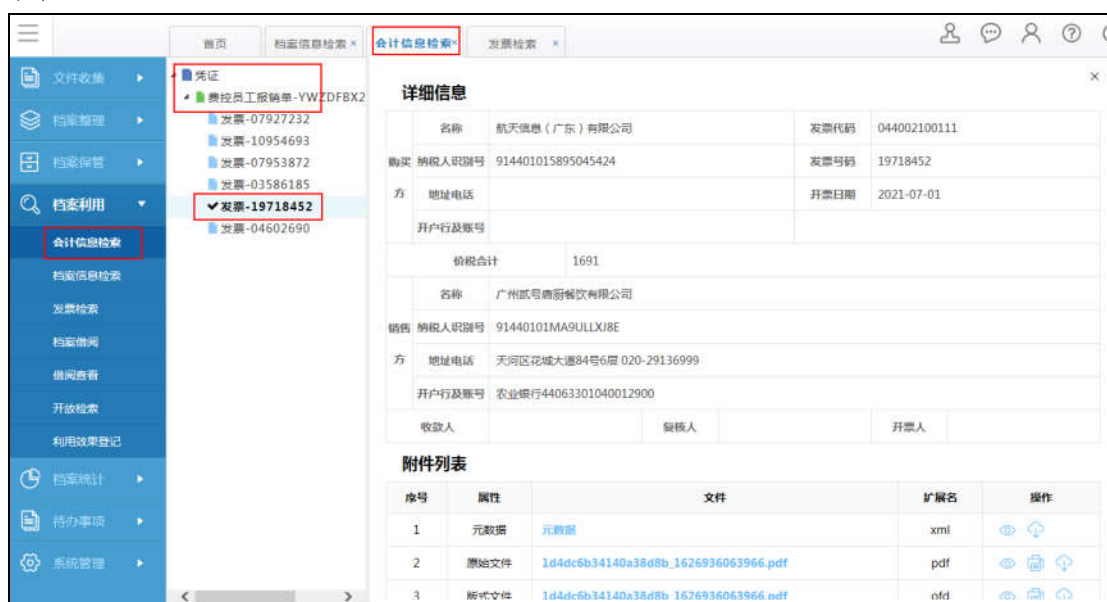 首页
档案信息检索 ×
会计信息检索×
发票检索 ×
文件收集
档案整理
档案保管
档案利用
会计信息检索
档案信息检索
发票检索
档案借阅
借阅查看
开放检索
利用效果登记
档案统计
待办事项
系统管理
凭证
费控员工报销单-YWZDFBX2
发票-07927232
发票-10954693
发票-07953872
发票-03586185
✔发票-19718452
发票-04602690
×
详细信息
购买方
名称 航天信息（广东）有限公司 发票代码 044002100111
纳税人识别号 914401015895045424 发票号码 19718452
地址电话 开票日期 2021-07-01
开户行及账号
价税合计 1691
销售方
名称 广州贰号唐厨餐饮有限公司
纳税人识别号 91440101MA9ULLXJ8E
地址电话 天河区花城大道84号6层 020-29136999
开户行及账号 农业银行44063301040012900
收款人 复核人 开票人
附件列表
序号 属性 文件 扩展名 操作
1 元数据 元数据 xml
2 原始文件 1d4dc6b34140a38d8b_1626936063966.pdf pdf
3 版式文件 1d4dc6b34140a38d8b_1626936063966.pdf ofd